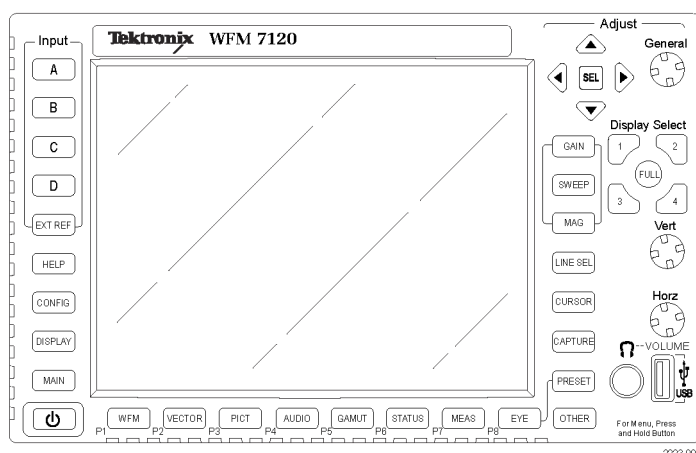 Input
A
B
C
D
EXT REF
HELP
CONFIG
DISPLAY
MAIN
Tektronix WFM 7120
Adjust
General
SEL
Display Select
1
2
FULL
3
4
GAIN
SWEEP
MAG
LINE SEL
CURSOR
CAPTURE
PRESET
Vert
Horz
VOLUME
USB
WFM
VECTOR
PICT
AUDIO
GAMUT
STATUS
MEAS
EYE
OTHER
P1 P2 P3 P4 P5 P6 P7 P8
For Menu, Press
and Hold Button